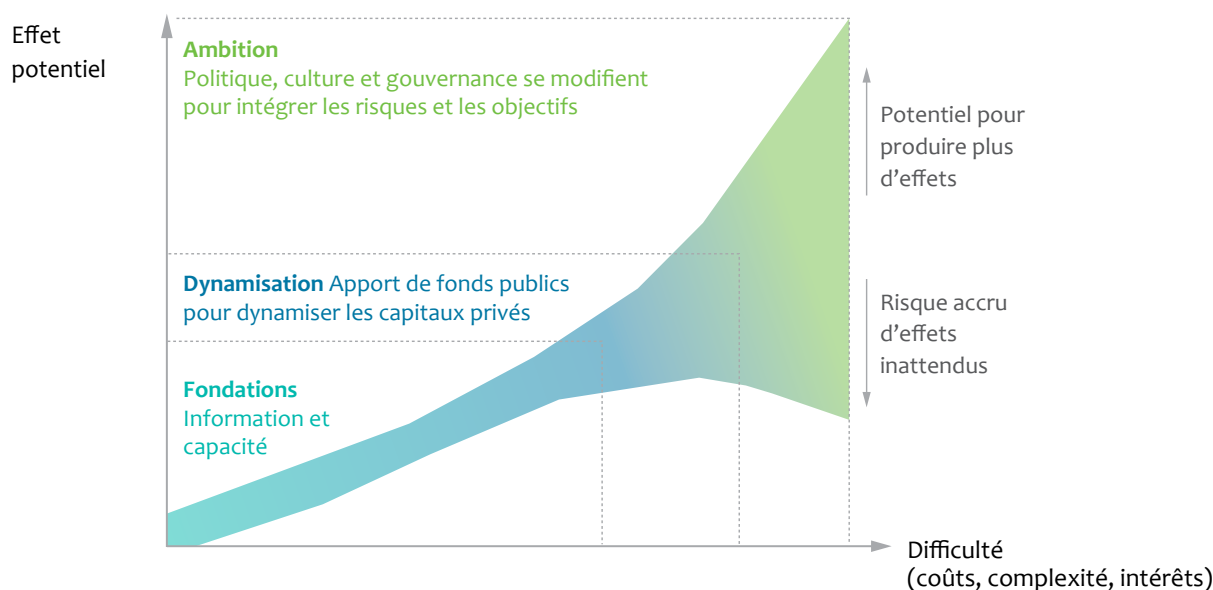 Effet
potentiel
Ambition
Politique, culture et gouvernance se modifient
pour intégrer les risques et les objectifs
Potentiel pour
produire plus
d’effets
Dynamisation Apport de fonds publics
pour dynamiser les capitaux privés
Risque accru
d’effets
inattendus
Fondations
Information et
capacité
Difficulté
(coûts, complexité, intérêts)